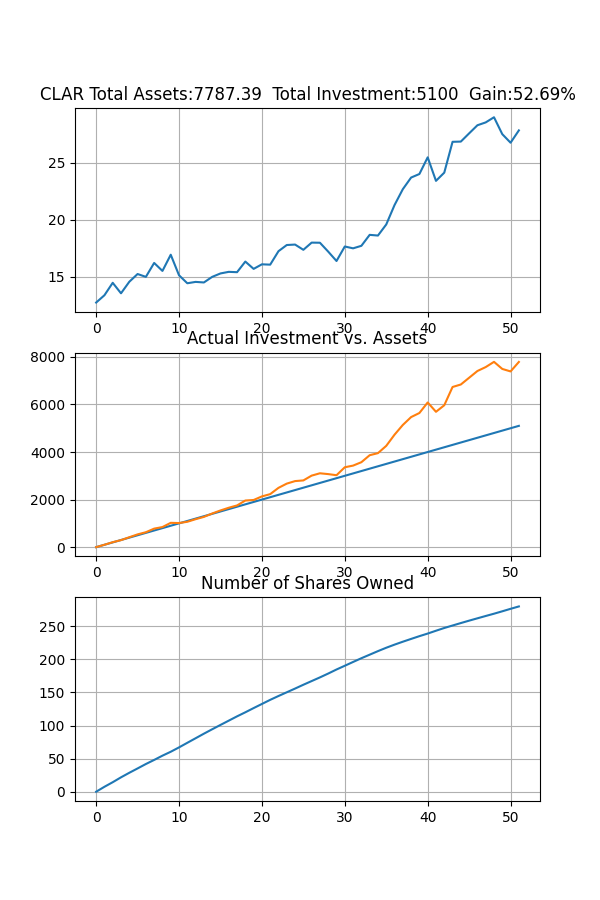 CLAR Total Assets:7787.39  Total Investment:5100  Gain:52.69%
25
20
15
0 10 20 30 40 50
Actual Investment vs. Assets
8000
6000
4000
2000
0
0 10 20 30 40 50
Number of Shares Owned
250
200
150
100
50
0
0 10 20 30 40 50